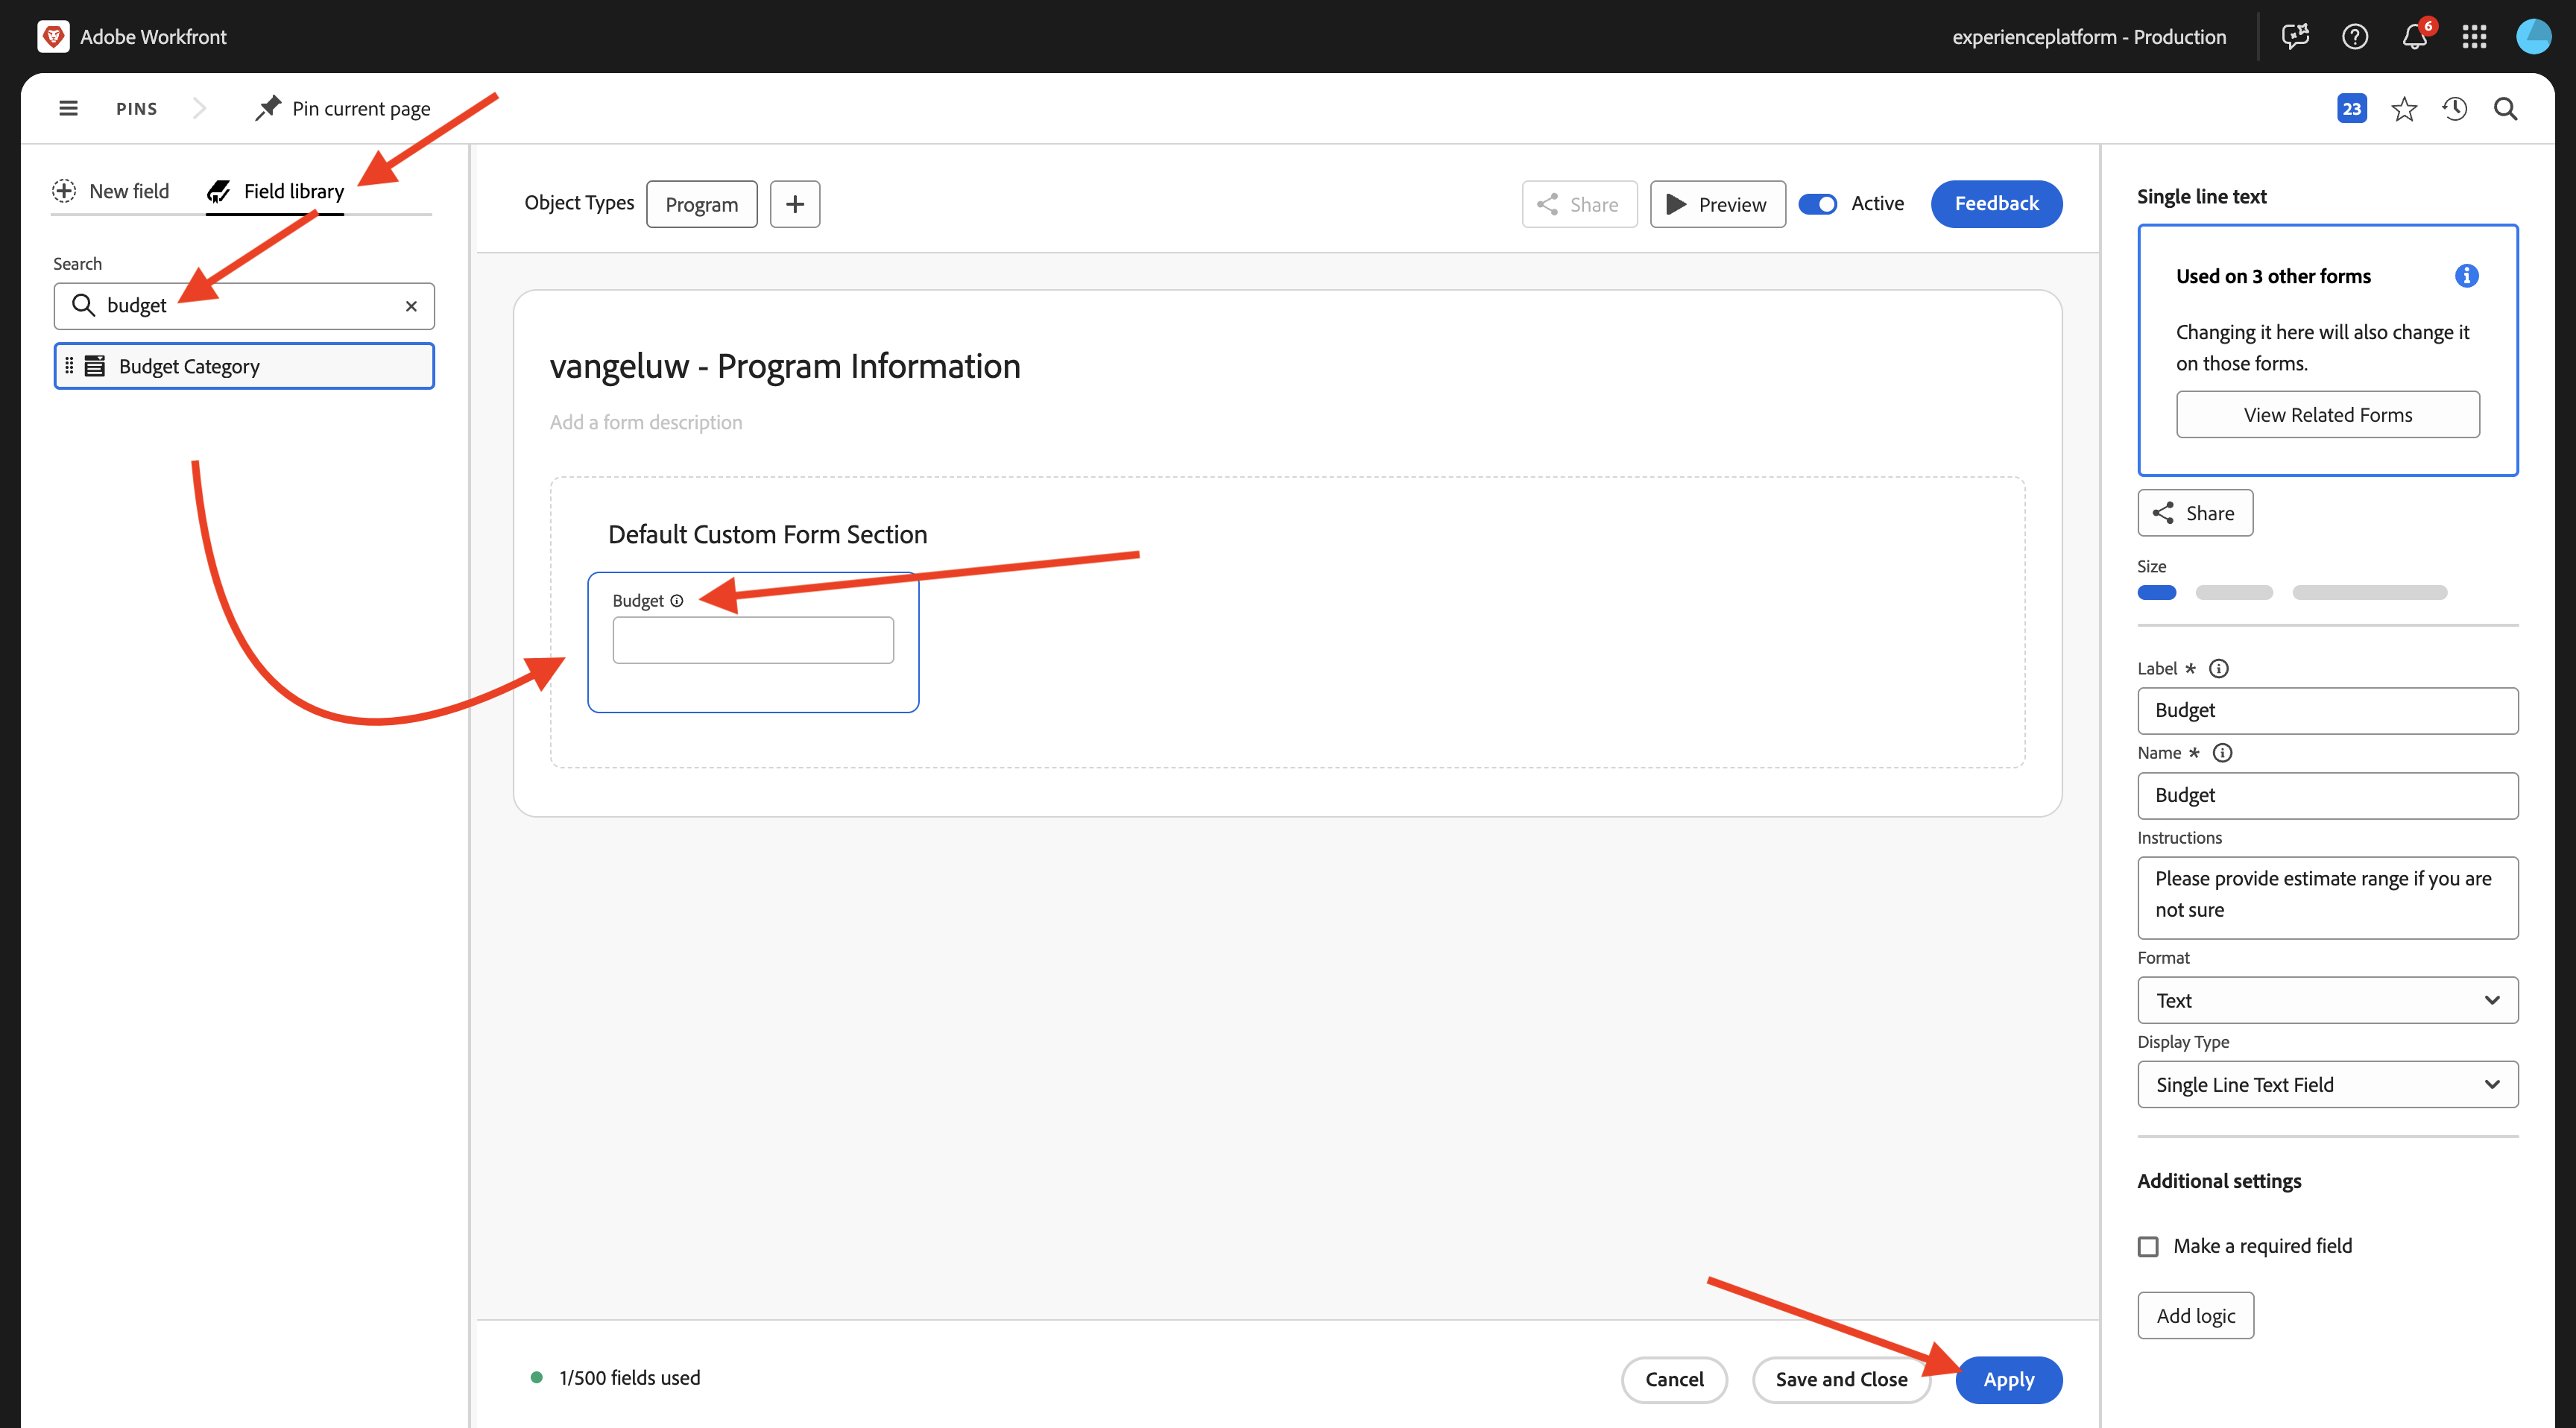 Adobe Workfront
experienceplatform - Production
6
PINS
Pin current page
23
New field
Field library
Search
budget
Budget Category
Object Types
Program
Share
Preview
Active
Feedback
vangeluw - Program Information
Add a form description
Default Custom Form Section
Budget
1/500 fields used
Cancel
Save and Close
Apply
Single line text
Used on 3 other forms
Changing it here will also change it
on those forms.
View Related Forms
Share
Size
Label *
Budget
Name *
Budget
Instructions
Please provide estimate range if you are
not sure
Format
Text
Display Type
Single Line Text Field
Additional settings
Make a required field
Add logic